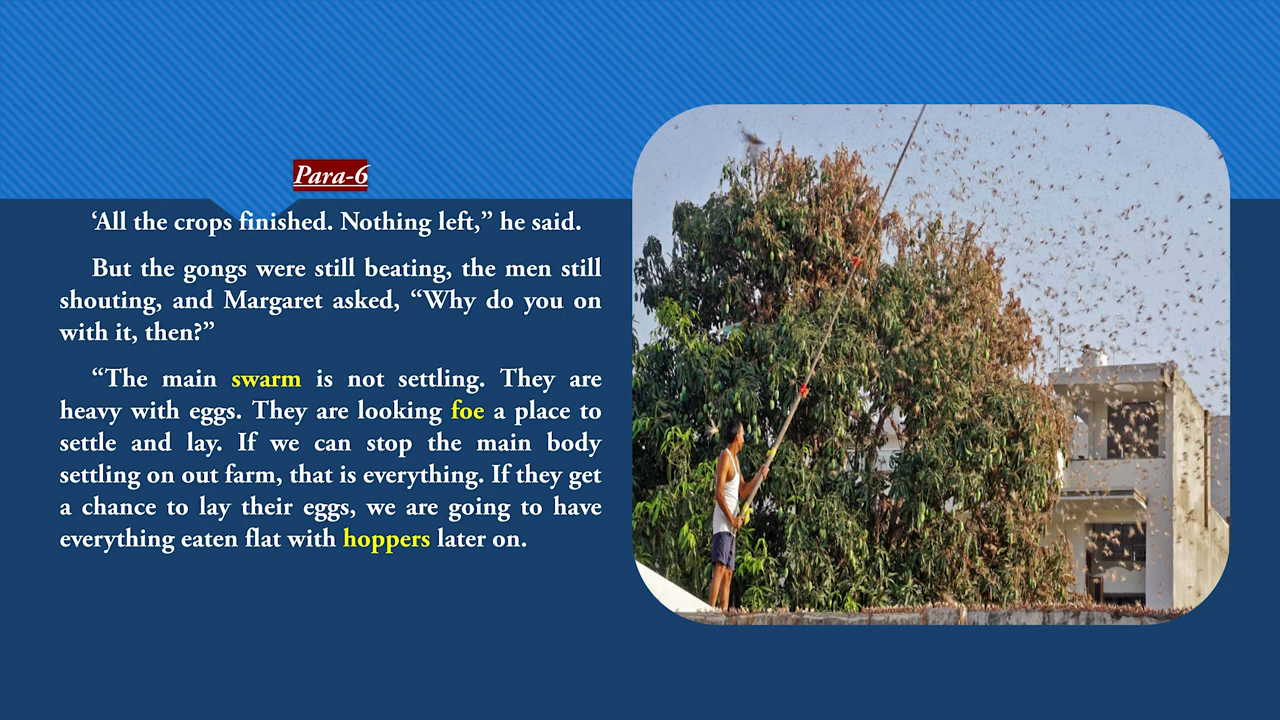 Para-6
‘All the crops finished. Nothing left,” he said.
But the gongs were still beating, the men still
shouting, and Margaret asked, “Why do you on
with it, then?”
“The main swarm is not settling. They are
heavy with eggs. They are looking foe a place to
settle and lay. If we can stop the main body
settling on out farm, that is everything. If they get
a chance to lay their eggs, we are going to have
everything eaten flat with hoppers later on.